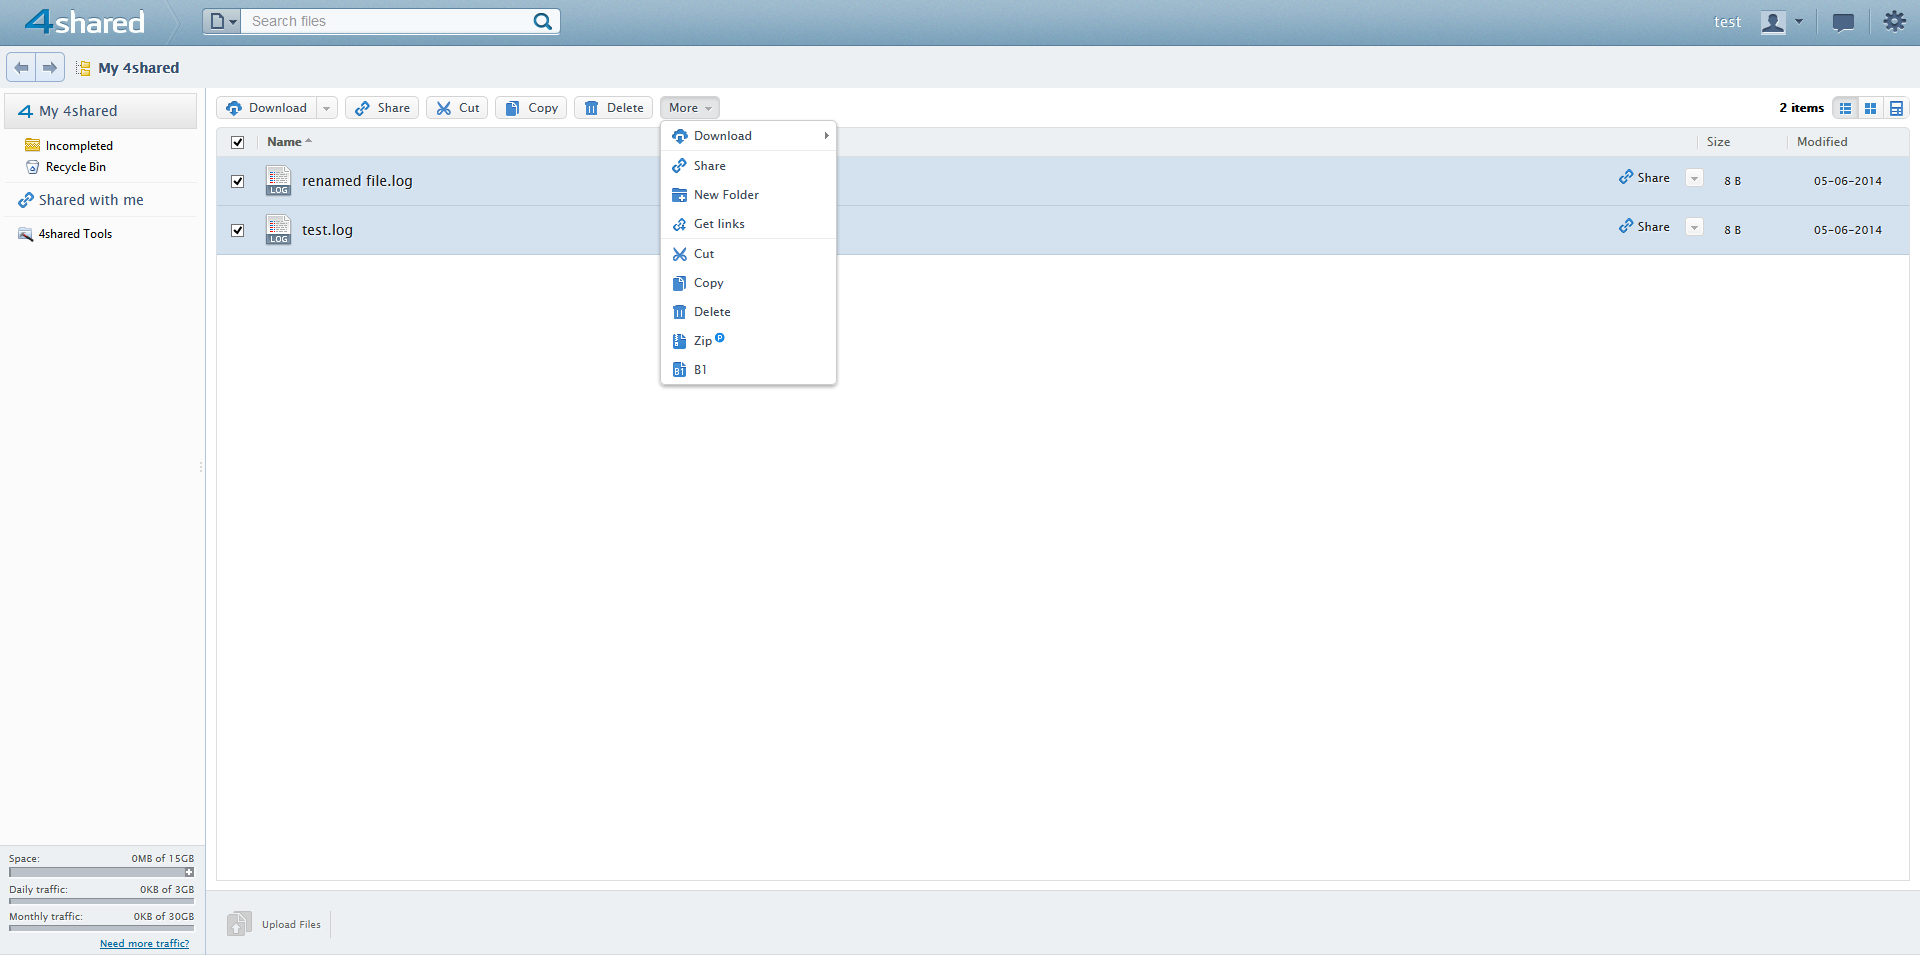 4shared
Search files
test
My 4shared
My 4shared
Incompleted
Recycle Bin
Shared with me
4shared Tools
Download
Share
Cut
Copy
Delete
More
2 items
Name
Size
Modified
LOG
renamed file.log
Share
8 B
05-06-2014
LOG
test.log
Share
8 B
05-06-2014
Download
Share
New Folder
Get links
Cut
Copy
Delete
Zip P
B1 B1
Space: 0MB of 15GB
Daily traffic: 0KB of 3GB
Monthly traffic: 0KB of 30GB
Need more traffic?
Upload Files